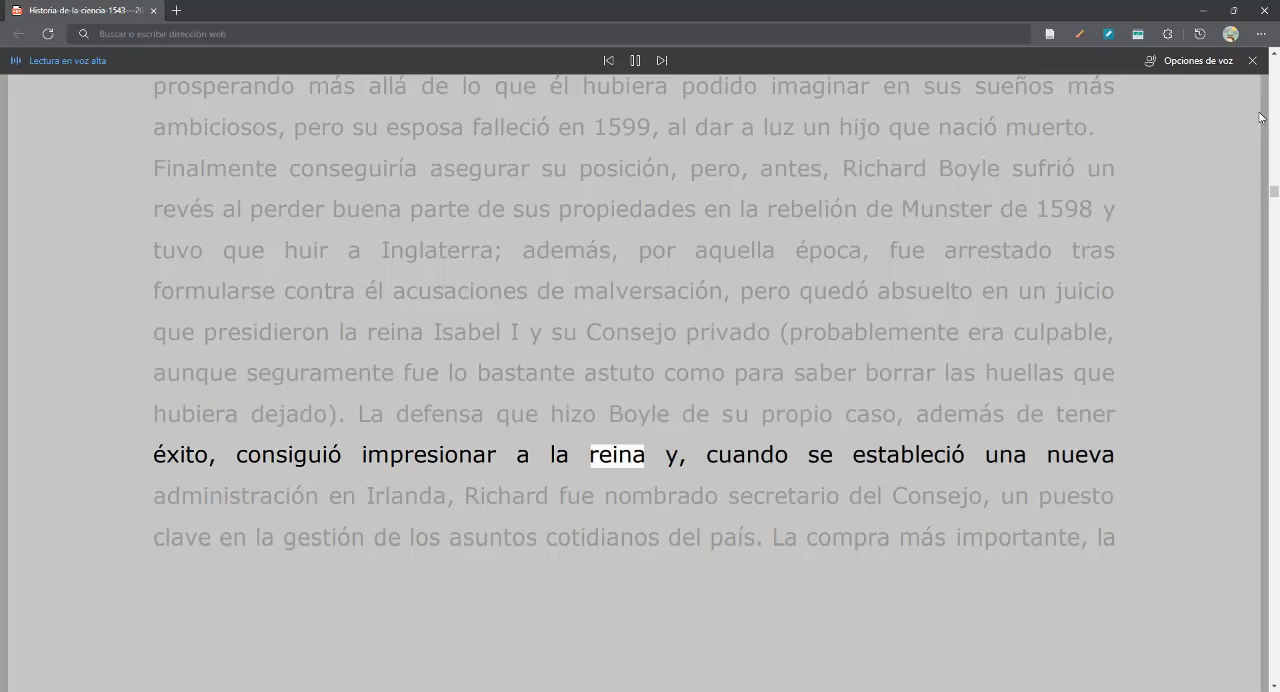 Historia-de-la-ciencia-1543---20
Buscar o escribir dirección web
Lectura en voz alta
Opciones de voz
prosperando más allá de lo que él hubiera podido imaginar en sus sueños más
ambiciosos, pero su esposa falleció en 1599, al dar a luz un hijo que nació muerto.
Finalmente conseguiría asegurar su posición, pero, antes, Richard Boyle sufrió un
revés al perder buena parte de sus propiedades en la rebelión de Munster de 1598 y
tuvo que huir a Inglaterra; además, por aquella época, fue arrestado tras
formularse contra él acusaciones de malversación, pero quedó absuelto en un juicio
que presidieron la reina Isabel I y su Consejo privado (probablemente era culpable,
aunque seguramente fue lo bastante astuto como para saber borrar las huellas que
hubiera dejado). La defensa que hizo Boyle de su propio caso, además de tener
éxito, consiguió impresionar a la reina y, cuando se estableció una nueva
administración en Irlanda, Richard fue nombrado secretario del Consejo, un puesto
clave en la gestión de los asuntos cotidianos del país. La compra más importante, la